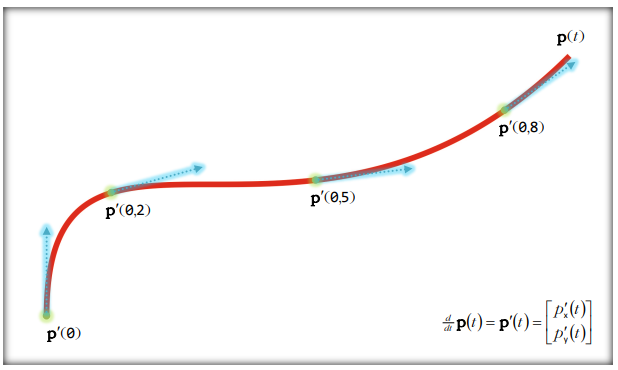 p(t)
p′(0,8)
p′(0,5)
p′(0,2)
p′(0)
d/dt p(t) = p′(t) = [p′x(t)
p′y(t)]